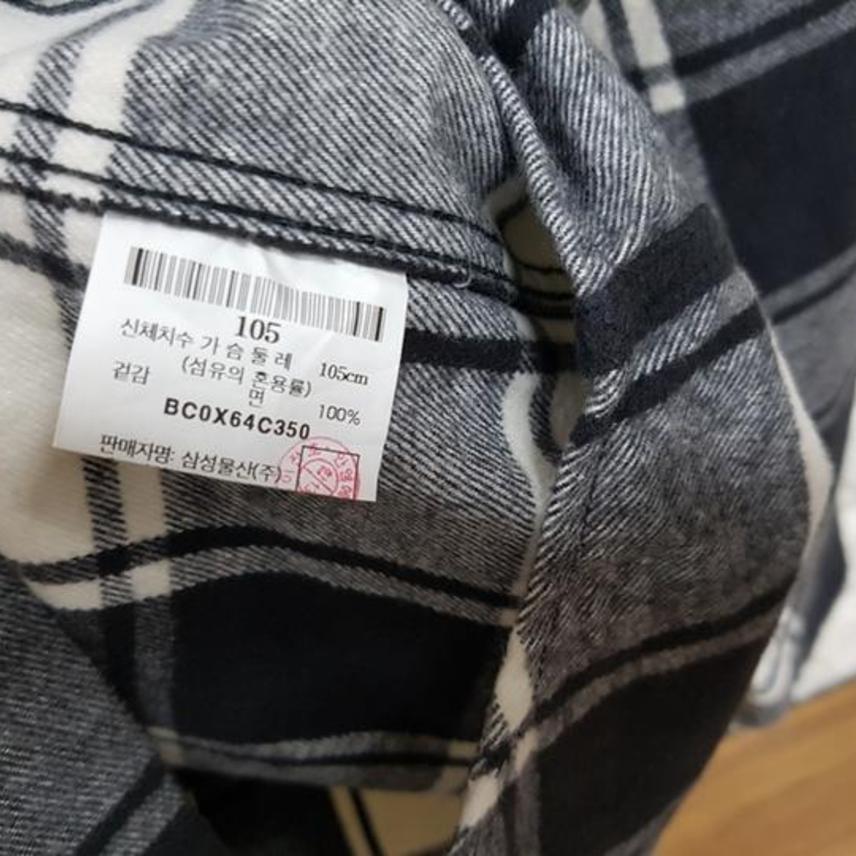 105
신체치수 가 슴 둘 레 105cm
겉감 (섬유의 혼용률)
면 100%
BC0X64C350
판매자명: 삼성물산(주)